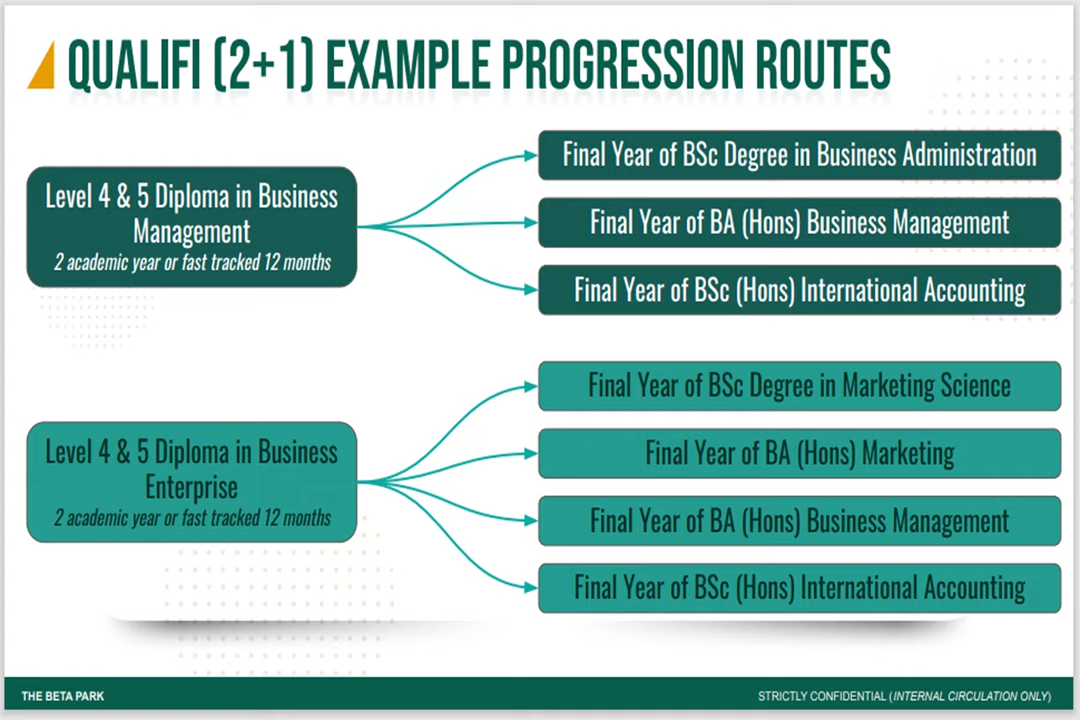 QUALIFI (2+1) EXAMPLE PROGRESSION ROUTES
Level 4 & 5 Diploma in Business
Management
2 academic year or fast tracked 12 months
Final Year of BSc Degree in Business Administration
Final Year of BA (Hons) Business Management
Final Year of BSc (Hons) International Accounting
Level 4 & 5 Diploma in Business
Enterprise
2 academic year or fast tracked 12 months
Final Year of BSc Degree in Marketing Science
Final Year of BA (Hons) Marketing
Final Year of BA (Hons) Business Management
Final Year of BSc (Hons) International Accounting
THE BETA PARK
STRICTLY CONFIDENTIAL (INTERNAL CIRCULATION ONLY)